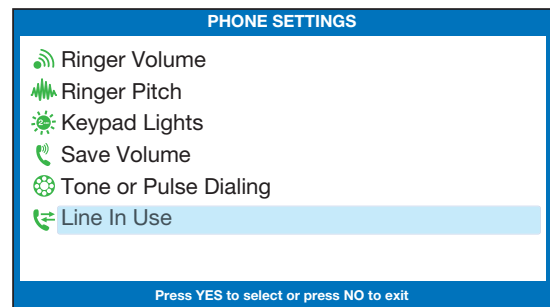 PHONE SETTINGS
Ringer Volume
Ringer Pitch
Keypad Lights
Save Volume
Tone or Pulse Dialing
Line In Use
Press YES to select or press NO to exit